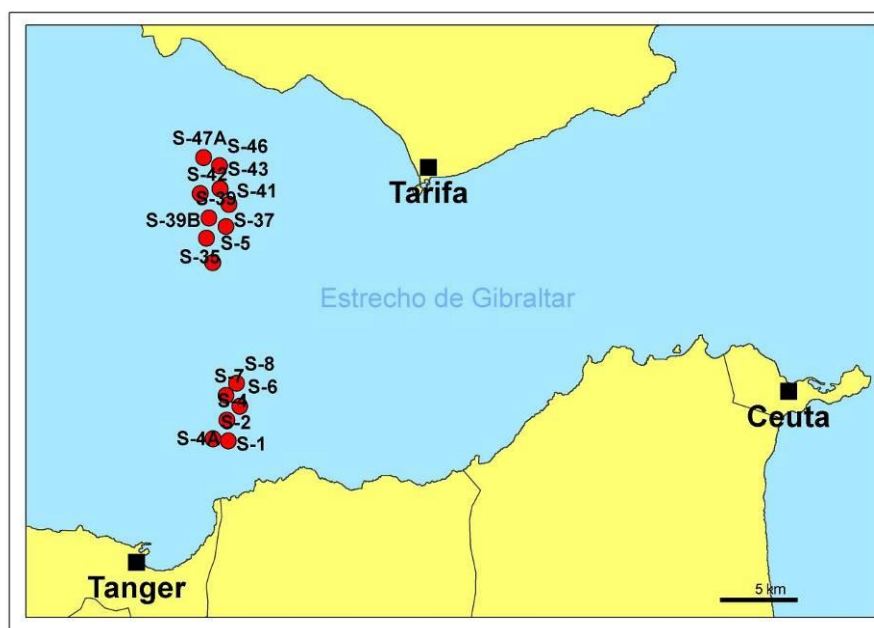 S-47A
S-46
S-43
S-42
S-41
S-39
S-39B
S-37
S-5
S-35
Tarifa
Estrecho de Gibraltar
S-8
S-7
S-6
S-4
S-2
S-4A
S-1
Ceuta
Tanger
5 km